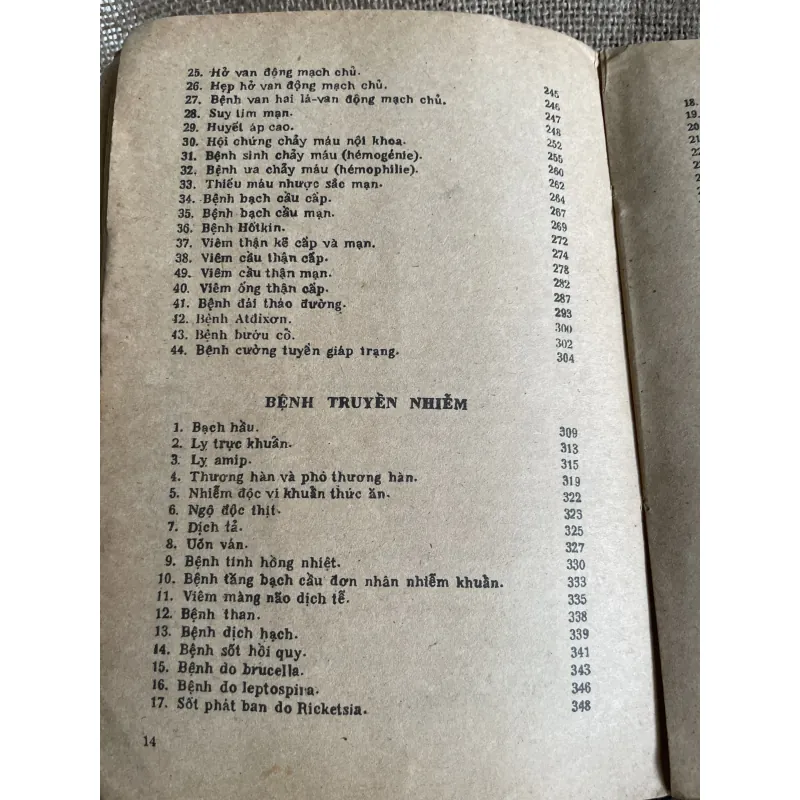 25. Hở van động mạch chủ. 245
26. Hẹp hở van động mạch chủ. 246
27. Bệnh van hai lá-van động mạch chủ. 247
28. Suy tim mạn. 248
29. Huyết áp cao. 252
30. Hội chứng chảy máu nội khoa. 255
31. Bệnh sinh chảy máu (hémogénie). 260
32. Bệnh ưa chảy máu (hémophilie). 262
33. Thiếu máu nhược sắc mạn. 264
34. Bệnh bạch cầu cấp. 267
35. Bệnh bạch cầu mạn. 269
36. Bệnh Hốtkin. 272
37. Viêm thận kẽ cấp và mạn. 274
38. Viêm cầu thận cấp. 278
49. Viêm cầu thận mạn. 282
40. Viêm ống thận cấp. 287
41. Bệnh đái tháo đường. 293
42. Bệnh Atđixơn. 300
43. Bệnh bướu cổ. 302
44. Bệnh cường tuyến giáp trạng. 304
BỆNH TRUYỀN NHIỄM
1. Bạch hầu. 309
2. Lỵ trực khuẩn. 313
3. Lỵ amip. 315
4. Thương hàn và phó thương hàn. 319
5. Nhiễm độc vi khuẩn thức ăn. 322
6. Ngộ độc thịt. 323
7. Dịch tả. 325
8. Uốn ván. 327
9. Bệnh tinh hồng nhiệt. 330
10. Bệnh tăng bạch cầu đơn nhân nhiễm khuẩn. 333
11. Viêm màng não dịch tễ. 335
12. Bệnh than. 338
13. Bệnh dịch hạch. 339
14. Bệnh sốt hồi quy. 341
15. Bệnh do brucella. 343
16. Bệnh do leptospira. 346
17. Sốt phát ban do Ricketsia. 348
14
18.
19.
20
21
22